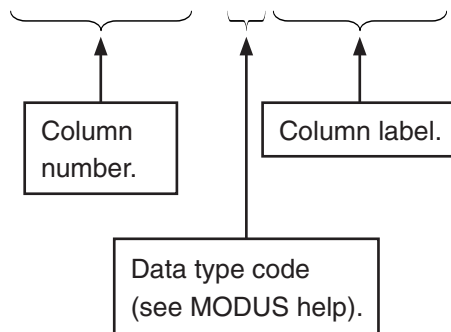 Column
number.
Column label.
Data type code
(see MODUS help).